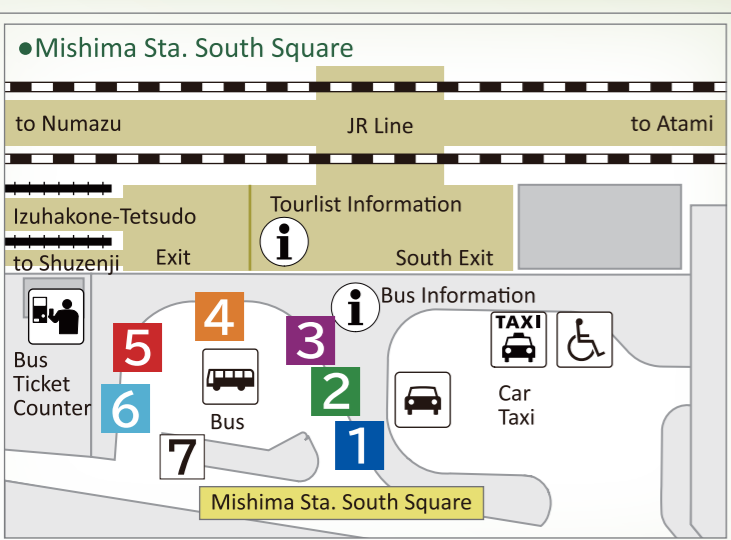 ●Mishima Sta. South Square
to Numazu
JR Line
to Atami
Izuhakone-Tetsudo
Tourist Information
i
to Shuzenji
Exit
South Exit
i
Bus Information
4
TAXI
5
3
Bus
Ticket
Counter
6
2
Bus
Car
Taxi
7
1
Mishima Sta. South Square